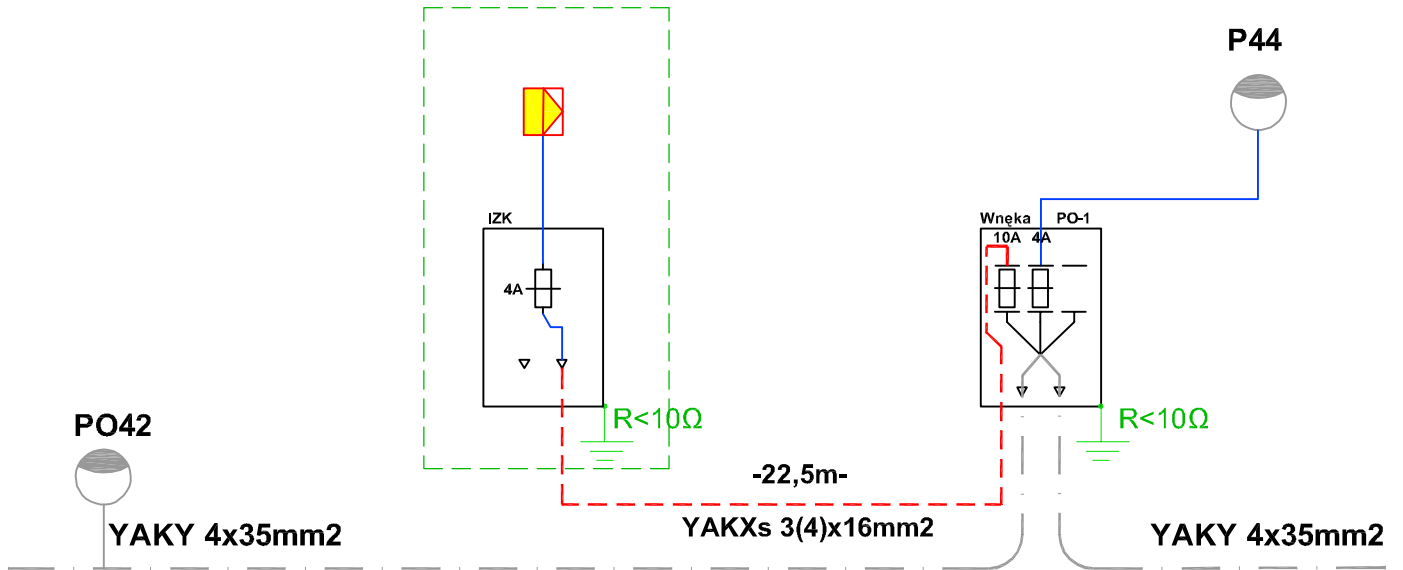 P44
IZK
Wnęka PO-1
10A 4A
4A
PO42
R<10Ω
R<10Ω
-22,5m-
YAKY 4x35mm2
YAKXs 3(4)x16mm2
YAKY 4x35mm2